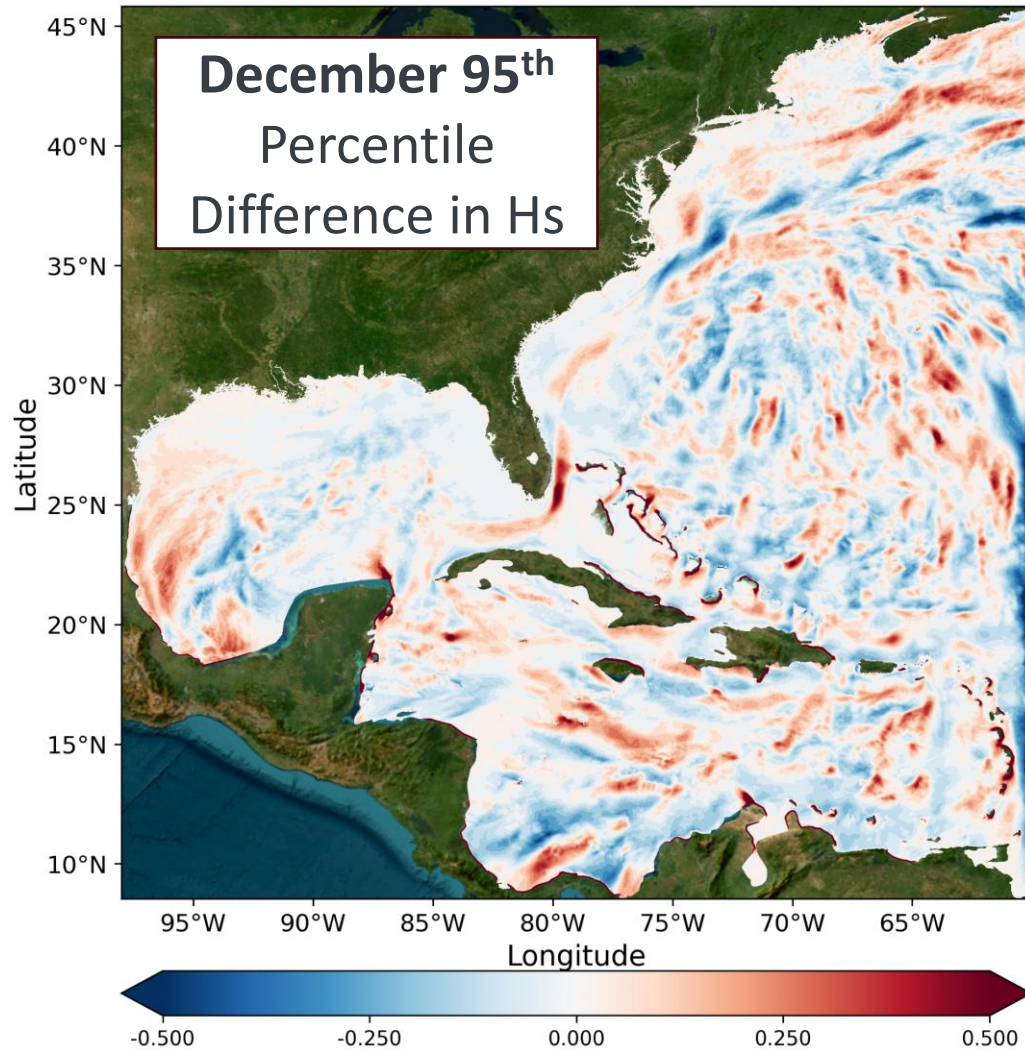 December 95th
Percentile
Difference in Hs
45°N
40°N
35°N
30°N
25°N
20°N
15°N
10°N
Latitude
95°W 90°W 85°W 80°W 75°W 70°W 65°W
Longitude
-0.500 -0.250 0.000 0.250 0.500